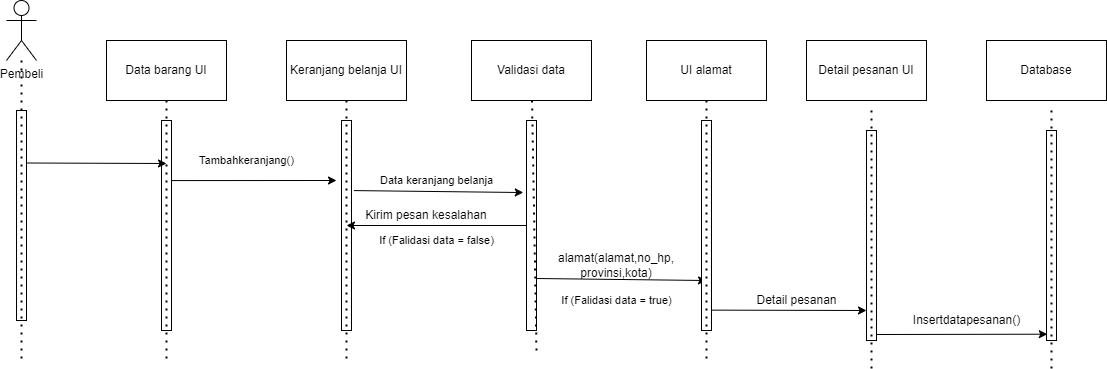 Pembeli
Data barang UI
Keranjang belanja UI
Validasi data
UI alamat
Detail pesanan UI
Database
Tambahkeranjang()
Data keranjang belanja
Kirim pesan kesalahan
If (Falidasi data = false)
alamat(alamat,no_hp,
provinsi,kota)
If (Falidasi data = true)
Detail pesanan
Insertdatapesanan()